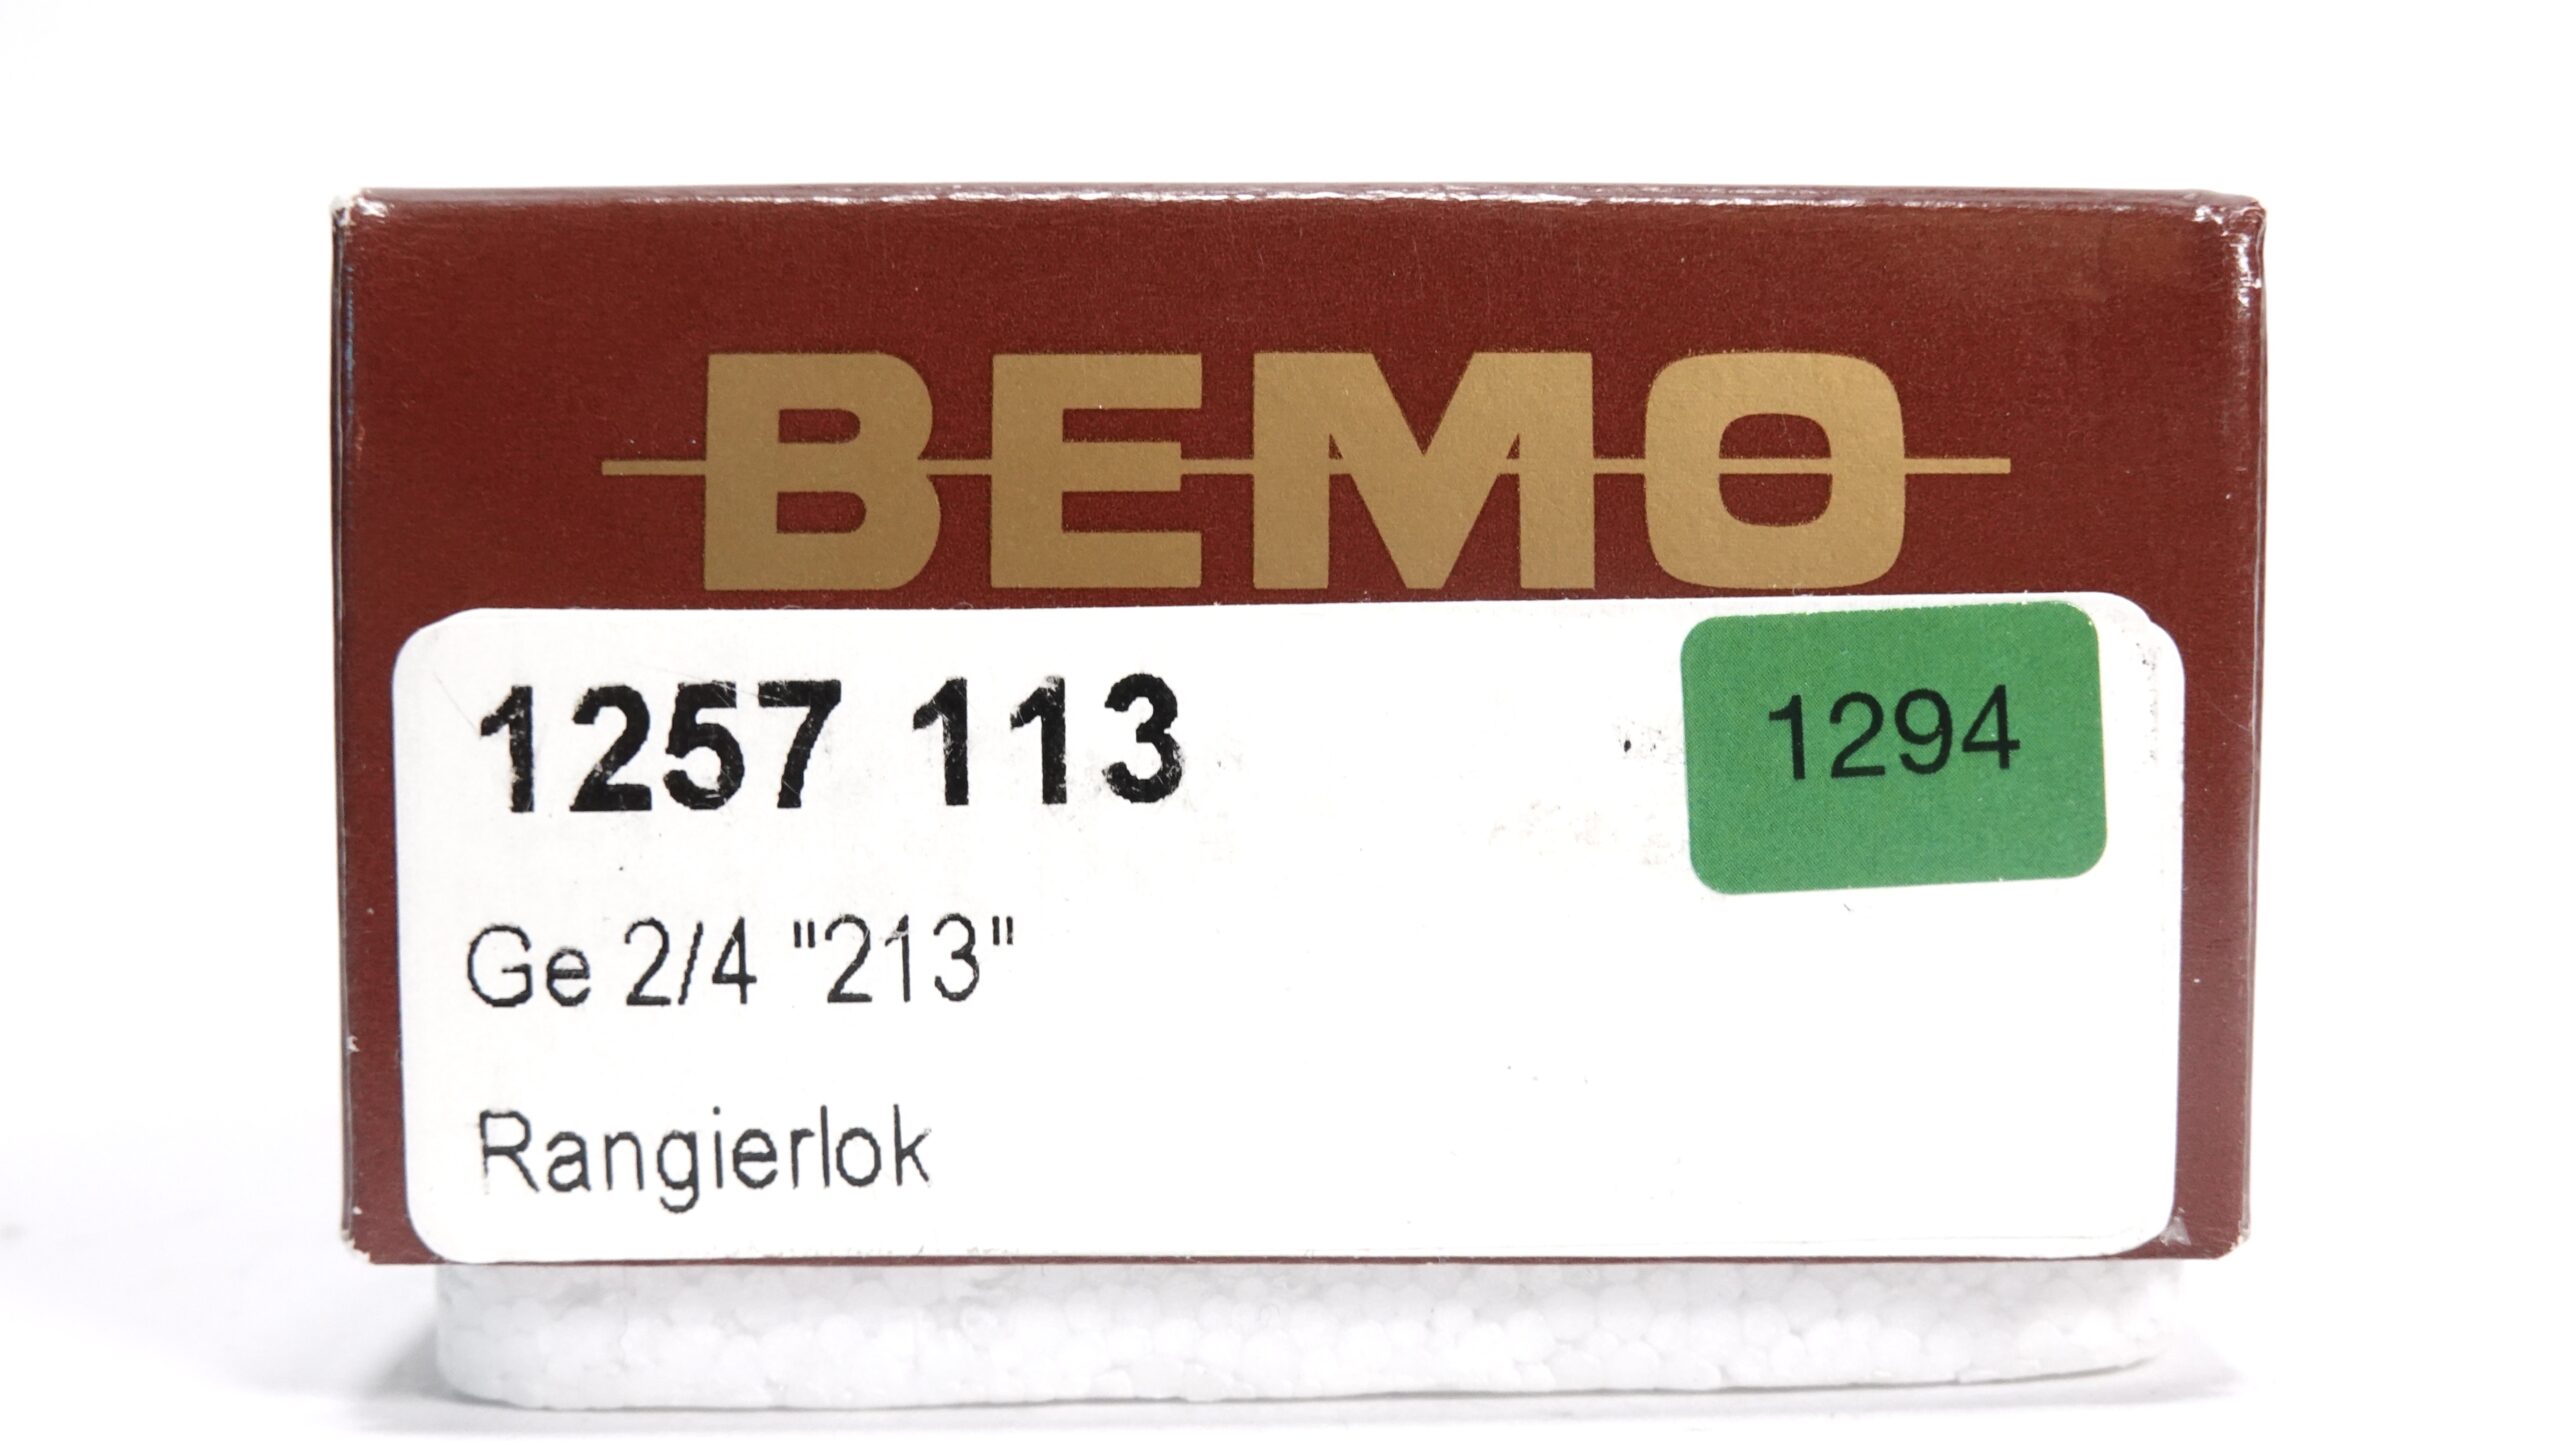 BEMO
1257 113
1294
Ge 2/4 "213"
Rangierlok